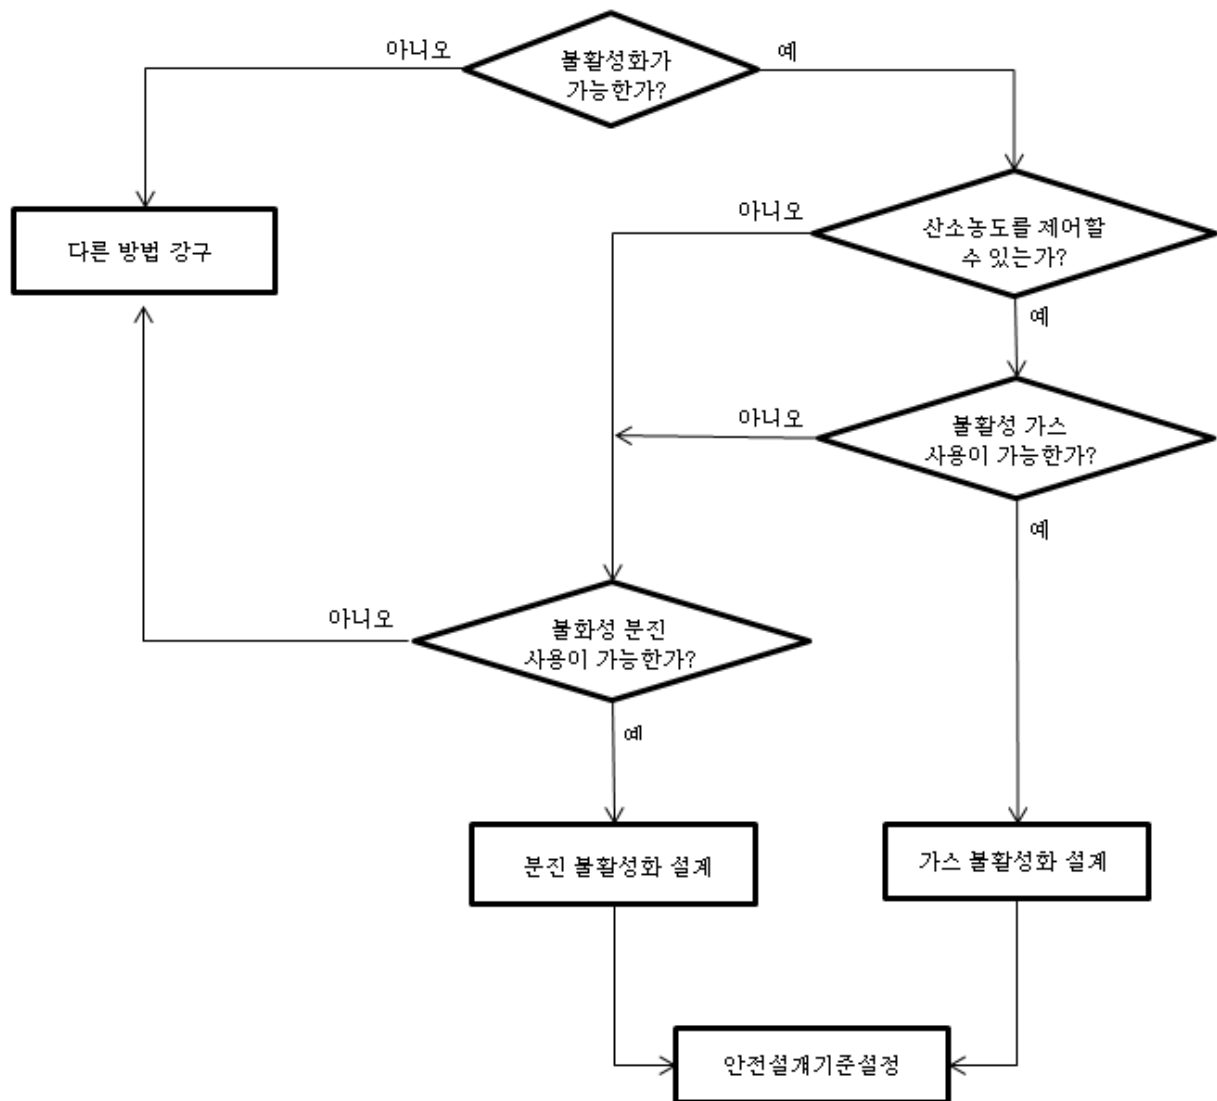 아니오
불활성화가
가능한가?
예
다른 방법 강구
아니오
산소농도를 제어할
수 있는가?
예
아니오
불활성 가스
사용이 가능한가?
예
아니오
불화성 분진
사용이 가능한가?
예
분진 불활성화 설계
가스 불활성화 설계
안전설걔기준설정